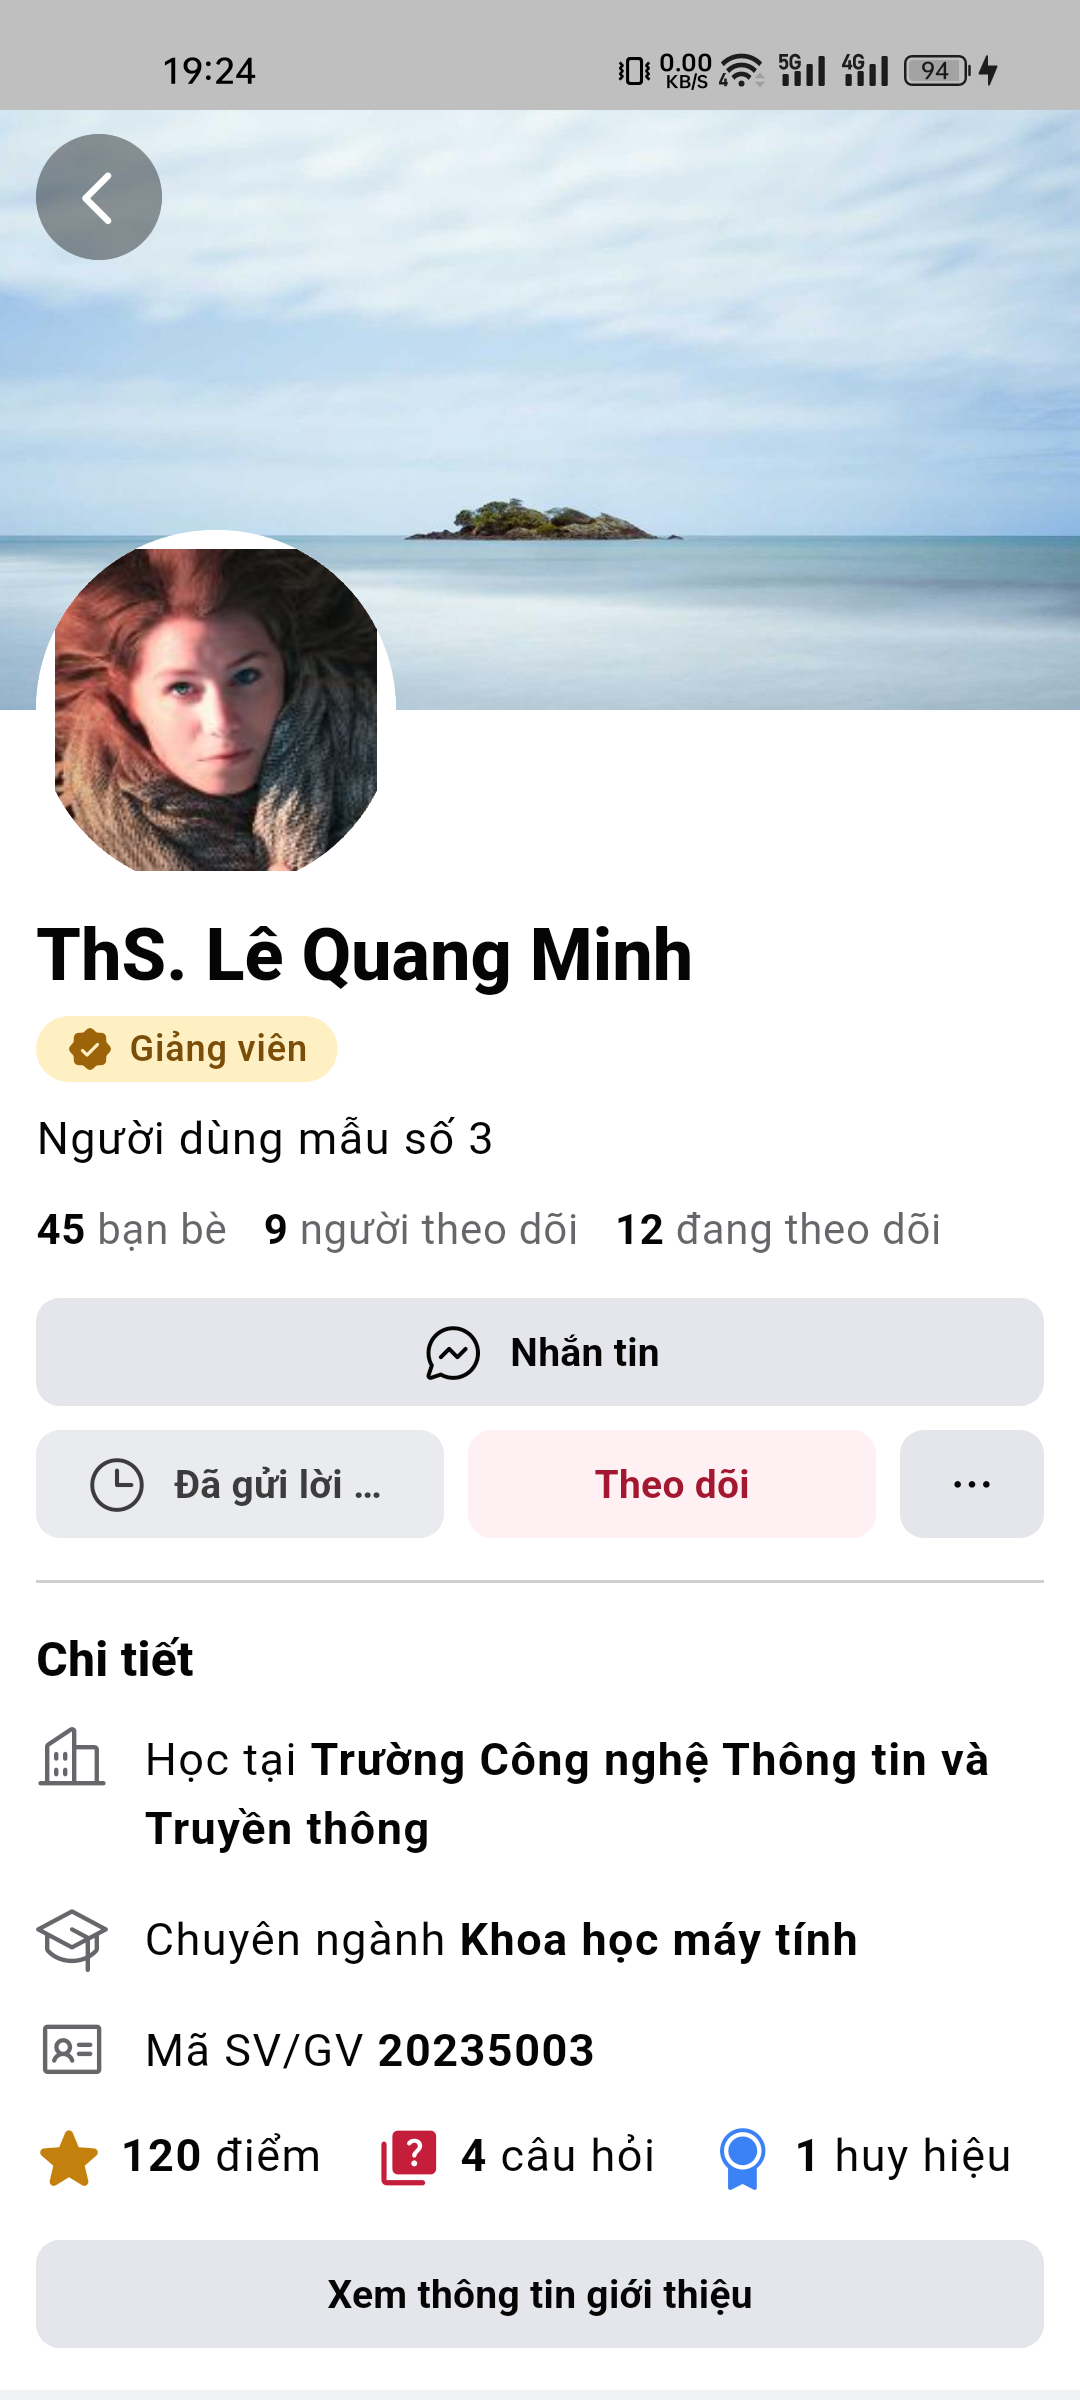 19:24
0.00 KB/S
4
5G
4G
94
ThS. Lê Quang Minh
Giảng viên
Người dùng mẫu số 3
45 bạn bè 9 người theo dõi 12 đang theo dõi
Nhắn tin
Đã gửi lời ...
Theo dõi
...
Chi tiết
Học tại Trường Công nghệ Thông tin và
Truyền thông
Chuyên ngành Khoa học máy tính
Mã SV/GV 20235003
120 điểm
4 câu hỏi
1 huy hiệu
Xem thông tin giới thiệu